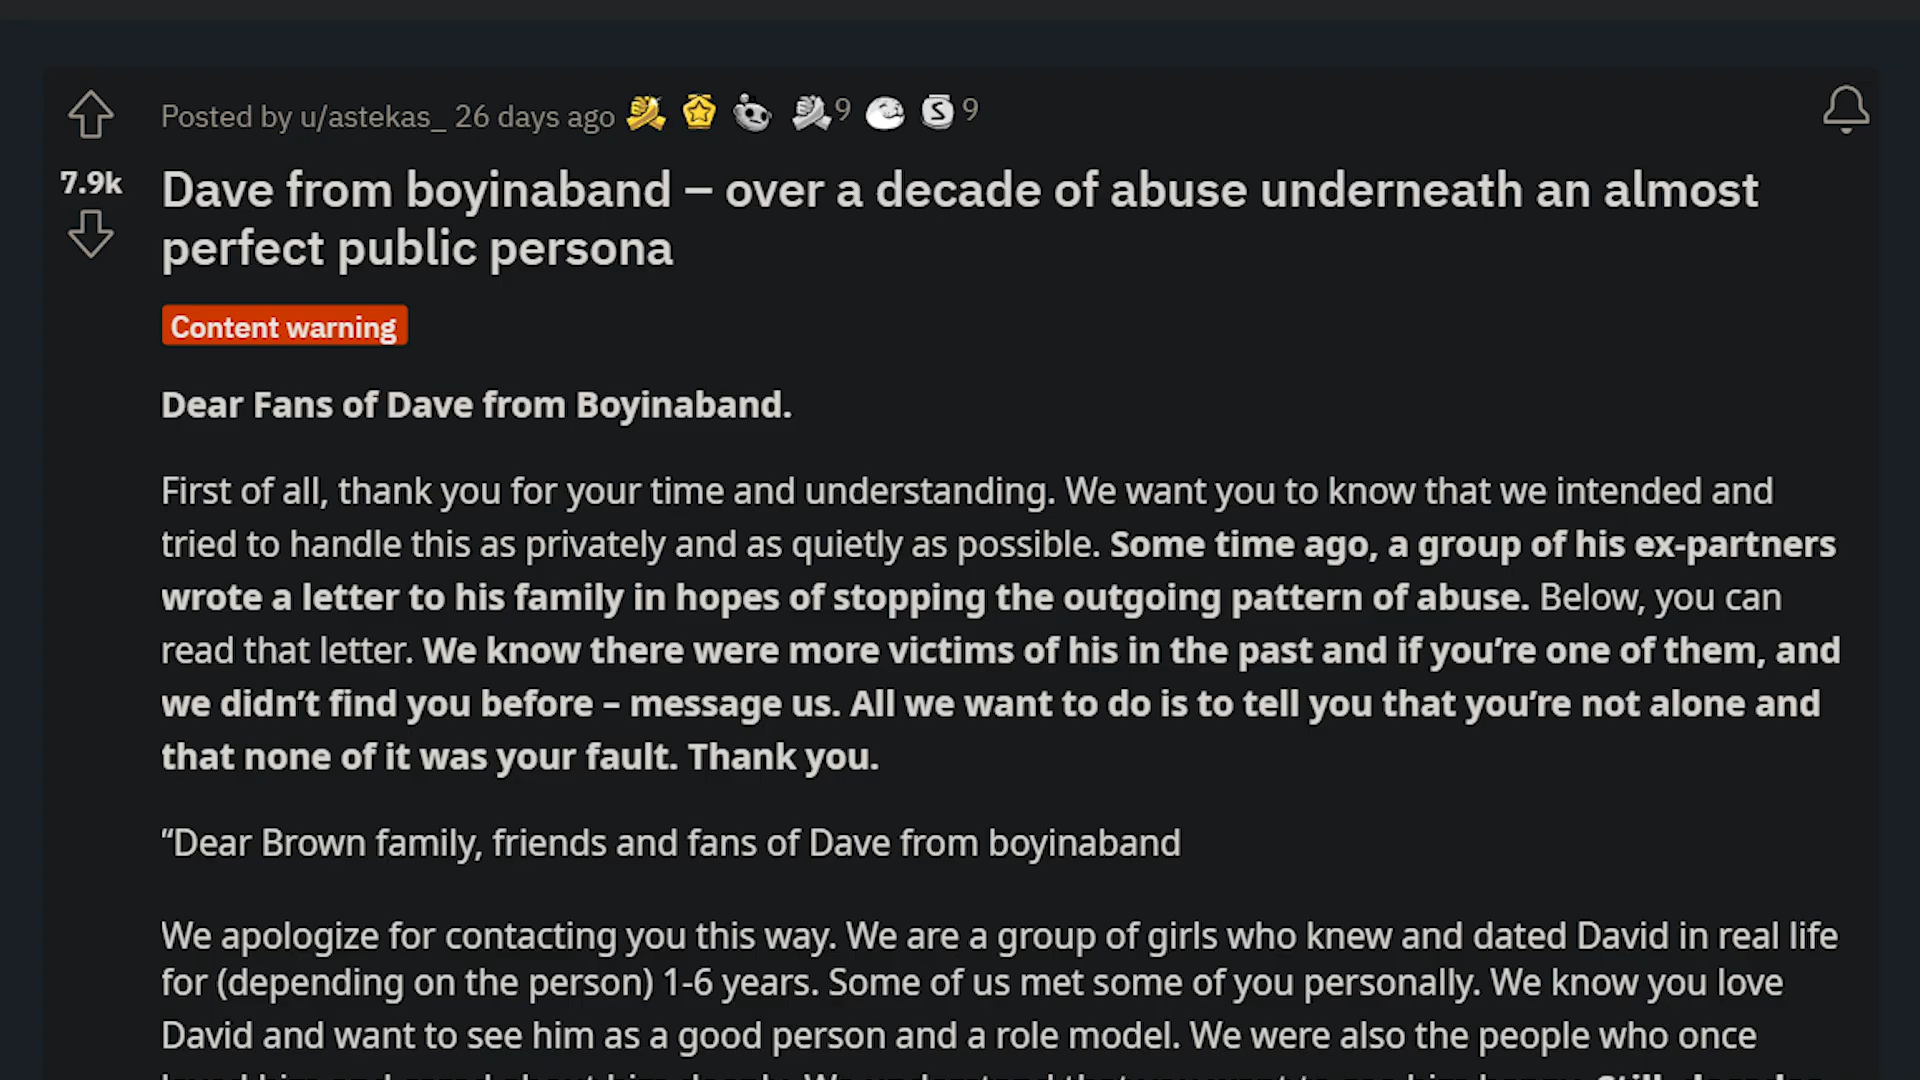 Posted by u/astekas_ 26 days ago 9 9
7.9k
Dave from boyinaband – over a decade of abuse underneath an almost
perfect public persona
Content warning
Dear Fans of Dave from Boyinaband.
First of all, thank you for your time and understanding. We want you to know that we intended and
tried to handle this as privately and as quietly as possible. Some time ago, a group of his ex-partners
wrote a letter to his family in hopes of stopping the outgoing pattern of abuse. Below, you can
read that letter. We know there were more victims of his in the past and if you’re one of them, and
we didn’t find you before – message us. All we want to do is to tell you that you’re not alone and
that none of it was your fault. Thank you.
“Dear Brown family, friends and fans of Dave from boyinaband
We apologize for contacting you this way. We are a group of girls who knew and dated David in real life
for (depending on the person) 1-6 years. Some of us met some of you personally. We know you love
David and want to see him as a good person and a role model. We were also the people who once